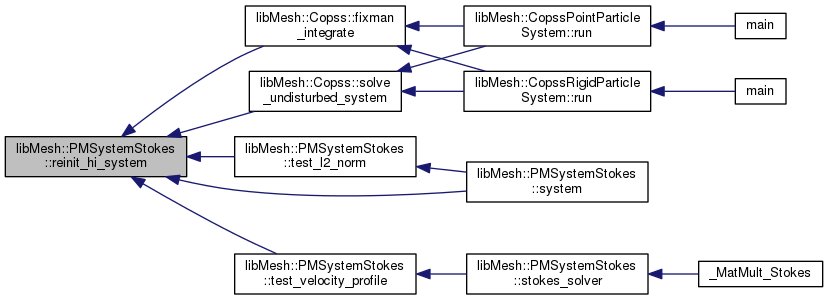 libMesh::PMSystemStokes
::reinit_hi_system
libMesh::Copss::fixman
_integrate
libMesh::CopssPointParticle
System::run
main
libMesh::Copss::solve
_undisturbed_system
libMesh::CopssRigidParticle
System::run
main
libMesh::PMSystemStokes
::test_l2_norm
libMesh::PMSystemStokes
::system
libMesh::PMSystemStokes
::test_velocity_profile
libMesh::PMSystemStokes
::stokes_solver
_MatMult_Stokes